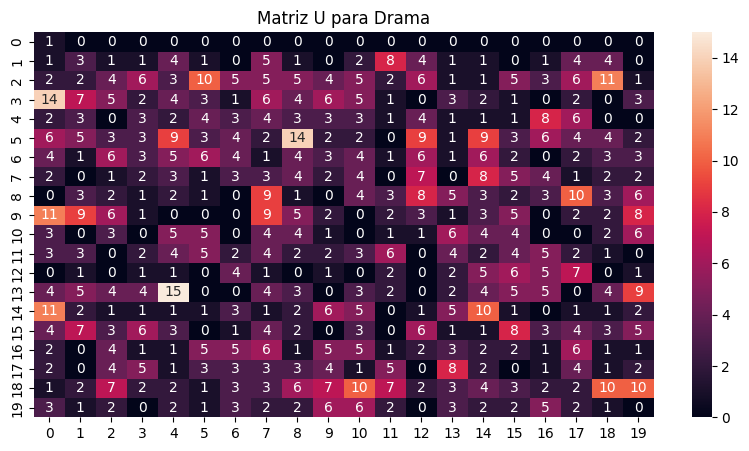 Matriz U para Drama
0 1 0 0 0 0 0 0 0 0 0 0 0 0 0 0 0 0 0 0 0
1 1 3 1 1 4 1 0 5 1 0 2 8 4 1 1 0 1 4 4 0
2 2 2 4 6 3 10 5 5 5 4 5 2 6 1 1 5 3 6 11 1
3 14 7 5 2 4 3 1 6 4 6 5 1 0 3 2 1 0 2 0 3
4 2 3 0 3 2 4 3 4 3 3 3 1 4 1 1 1 8 6 0 0
5 6 5 3 3 9 3 4 2 14 2 2 0 9 1 9 3 6 4 4 2
6 4 1 6 3 5 6 4 1 4 3 4 1 6 1 6 2 0 2 3 3
7 2 0 1 2 3 1 3 3 4 2 4 0 7 0 8 5 4 1 2 2
8 0 3 2 1 2 1 0 9 1 0 4 3 8 5 3 2 3 10 3 6
9 11 9 6 1 0 0 0 9 5 2 0 2 3 1 3 5 0 2 2 8
10 3 0 3 0 5 5 0 4 4 1 0 1 1 6 4 4 0 0 2 6
11 3 3 0 2 4 5 2 4 2 2 3 6 0 4 2 4 5 2 1 0
12 0 1 0 1 1 0 4 1 0 1 0 2 0 2 5 6 5 7 0 1
13 4 5 4 4 15 0 0 4 3 0 3 2 0 2 4 5 5 0 4 9
14 11 2 1 1 1 1 3 1 2 6 5 0 1 5 10 1 0 1 1 2
15 4 7 3 6 3 0 1 4 2 0 3 0 6 1 1 8 3 4 3 5
16 2 0 4 1 1 5 5 6 1 5 5 1 2 3 2 2 1 6 1 1
17 2 0 4 5 1 3 3 3 3 4 1 5 0 8 2 0 1 4 1 2
18 1 2 7 2 2 1 3 3 6 7 10 7 2 3 4 3 2 2 10 10
19 3 1 2 0 2 1 3 2 2 6 6 2 0 3 2 2 5 2 1 0
0 1 2 3 4 5 6 7 8 9 10 11 12 13 14 15 16 17 18 19
14
12
10
8
6
4
2
0